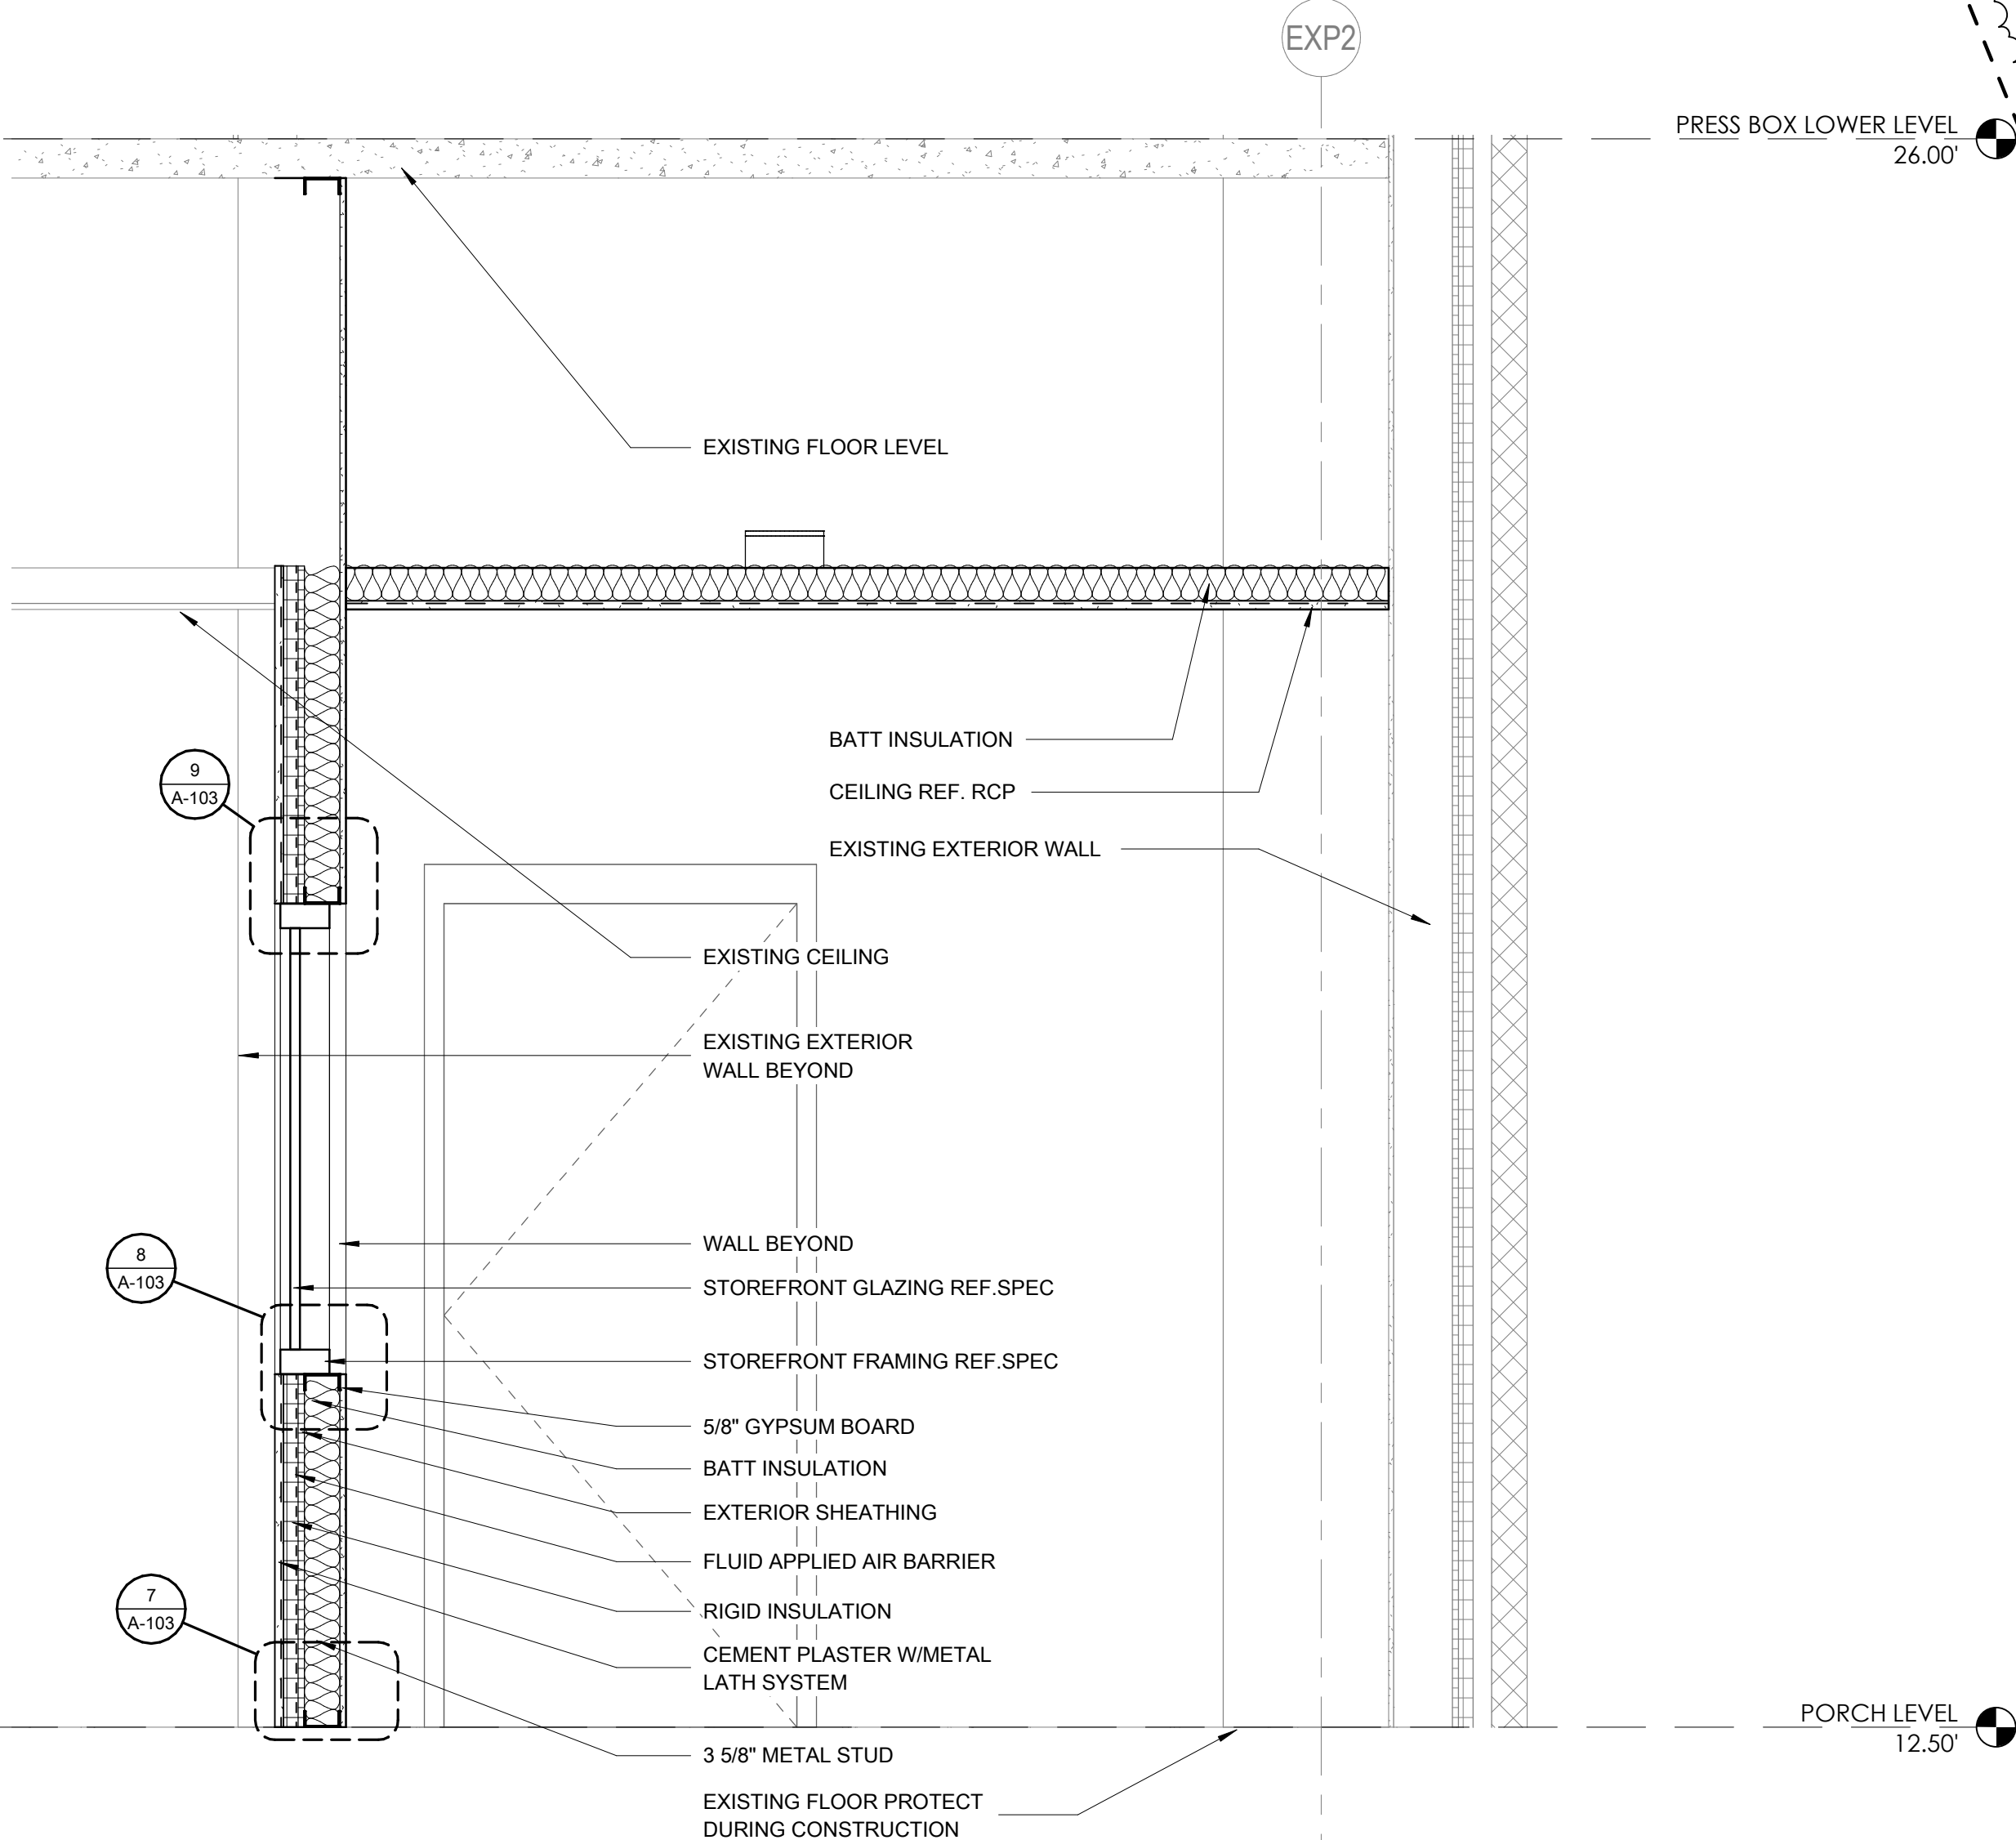 EXP2
PRESS BOX LOWER LEVEL
26.00'
EXISTING FLOOR LEVEL
BATT INSULATION
9
A-103
CEILING REF. RCP
EXISTING EXTERIOR WALL
EXISTING CEILING
EXISTING EXTERIOR
WALL BEYOND
WALL BEYOND
8
A-103
STOREFRONT GLAZING REF.SPEC
STOREFRONT FRAMING REF.SPEC
5/8" GYPSUM BOARD
BATT INSULATION
EXTERIOR SHEATHING
FLUID APPLIED AIR BARRIER
7
A-103
RIGID INSULATION
CEMENT PLASTER W/METAL
LATH SYSTEM
PORCH LEVEL
12.50'
3 5/8" METAL STUD
EXISTING FLOOR PROTECT
DURING CONSTRUCTION